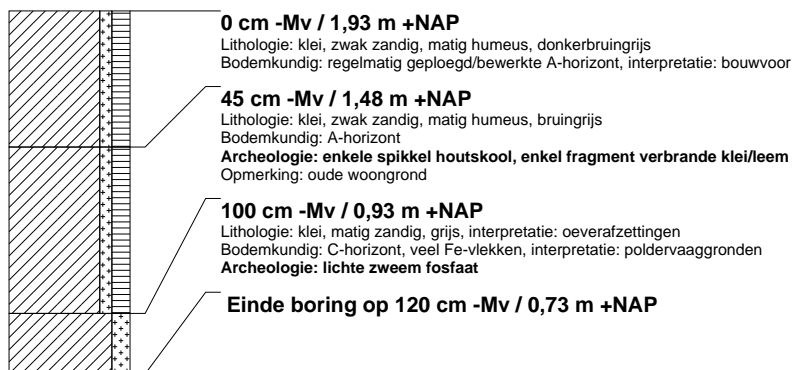 0 cm -Mv / 1,93 m +NAP
Lithologie: klei, zwak zandig, matig humeus, donkerbruingrijs
Bodemkundig: regelmatig geploegd/bewerkte A-horizont, interpretatie: bouwvoor
45 cm -Mv / 1,48 m +NAP
Lithologie: klei, zwak zandig, matig humeus, bruingrijs
Bodemkundig: A-horizont
Archeologie: enkele spikkel houtskool, enkel fragment verbrande klei/leem
Opmerking: oude woongrond
100 cm -Mv / 0,93 m +NAP
Lithologie: klei, matig zandig, grijs, interpretatie: oeverafzettingen
Bodemkundig: C-horizont, veel Fe-vlekken, interpretatie: poldervaaggronden
Archeologie: lichte zweem fosfaat
Einde boring op 120 cm -Mv / 0,73 m +NAP